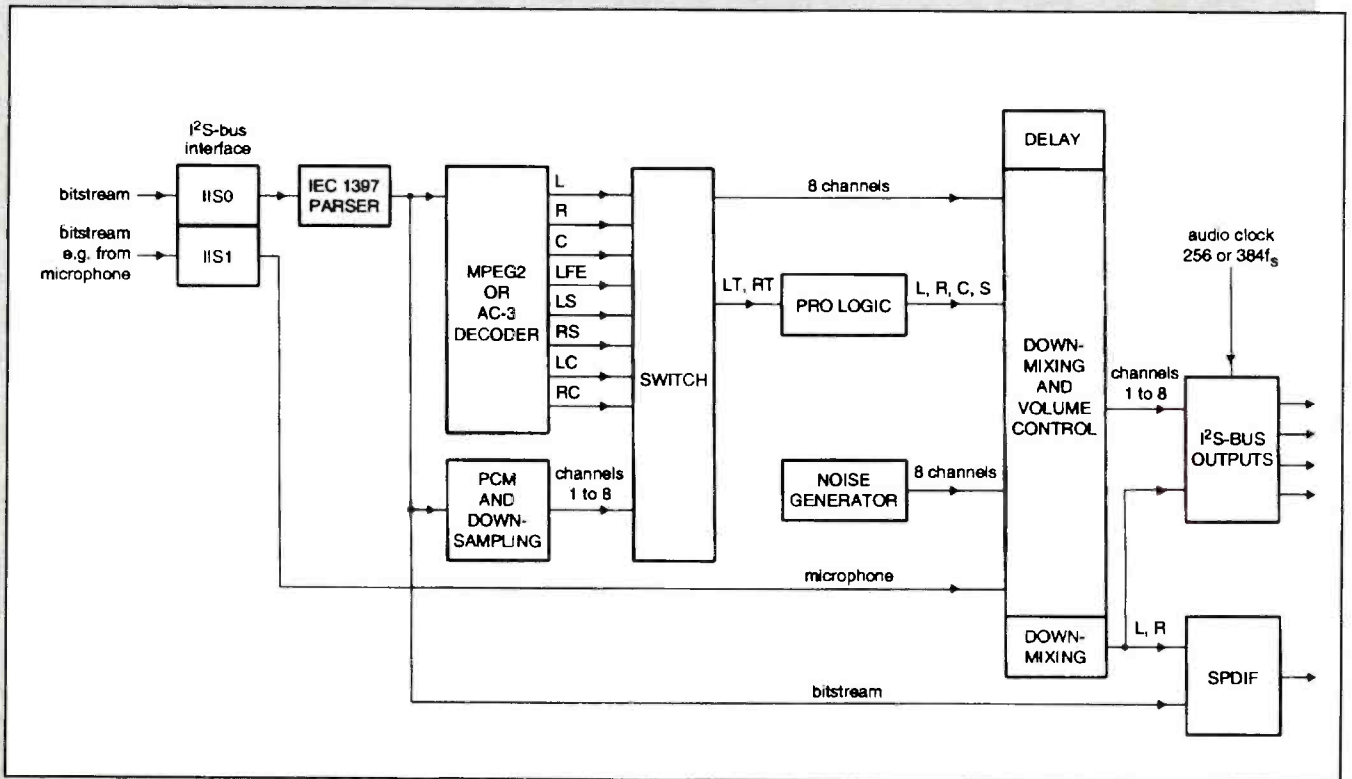 I²S-bus
interface
bitstream
IIS0
bitstream
e.g. from
microphone
IIS1
IEC 1397
PARSER
MPEG2
OR
AC-3
DECODER
L
R
C
LFE
LS
RS
LC
RC
PCM
AND
DOWN-
SAMPLING
channels
1 to 8
SWITCH
8 channels
LT, RT
PRO LOGIC
L, R, C, S
NOISE
GENERATOR
8 channels
microphone
bitstream
DELAY
DOWN-
MIXING
AND
VOLUME
CONTROL
DOWN-
MIXING
channels
1 to 8
L, R
audio clock
256 or 384fs
I²S-BUS
OUTPUTS
SPDIF